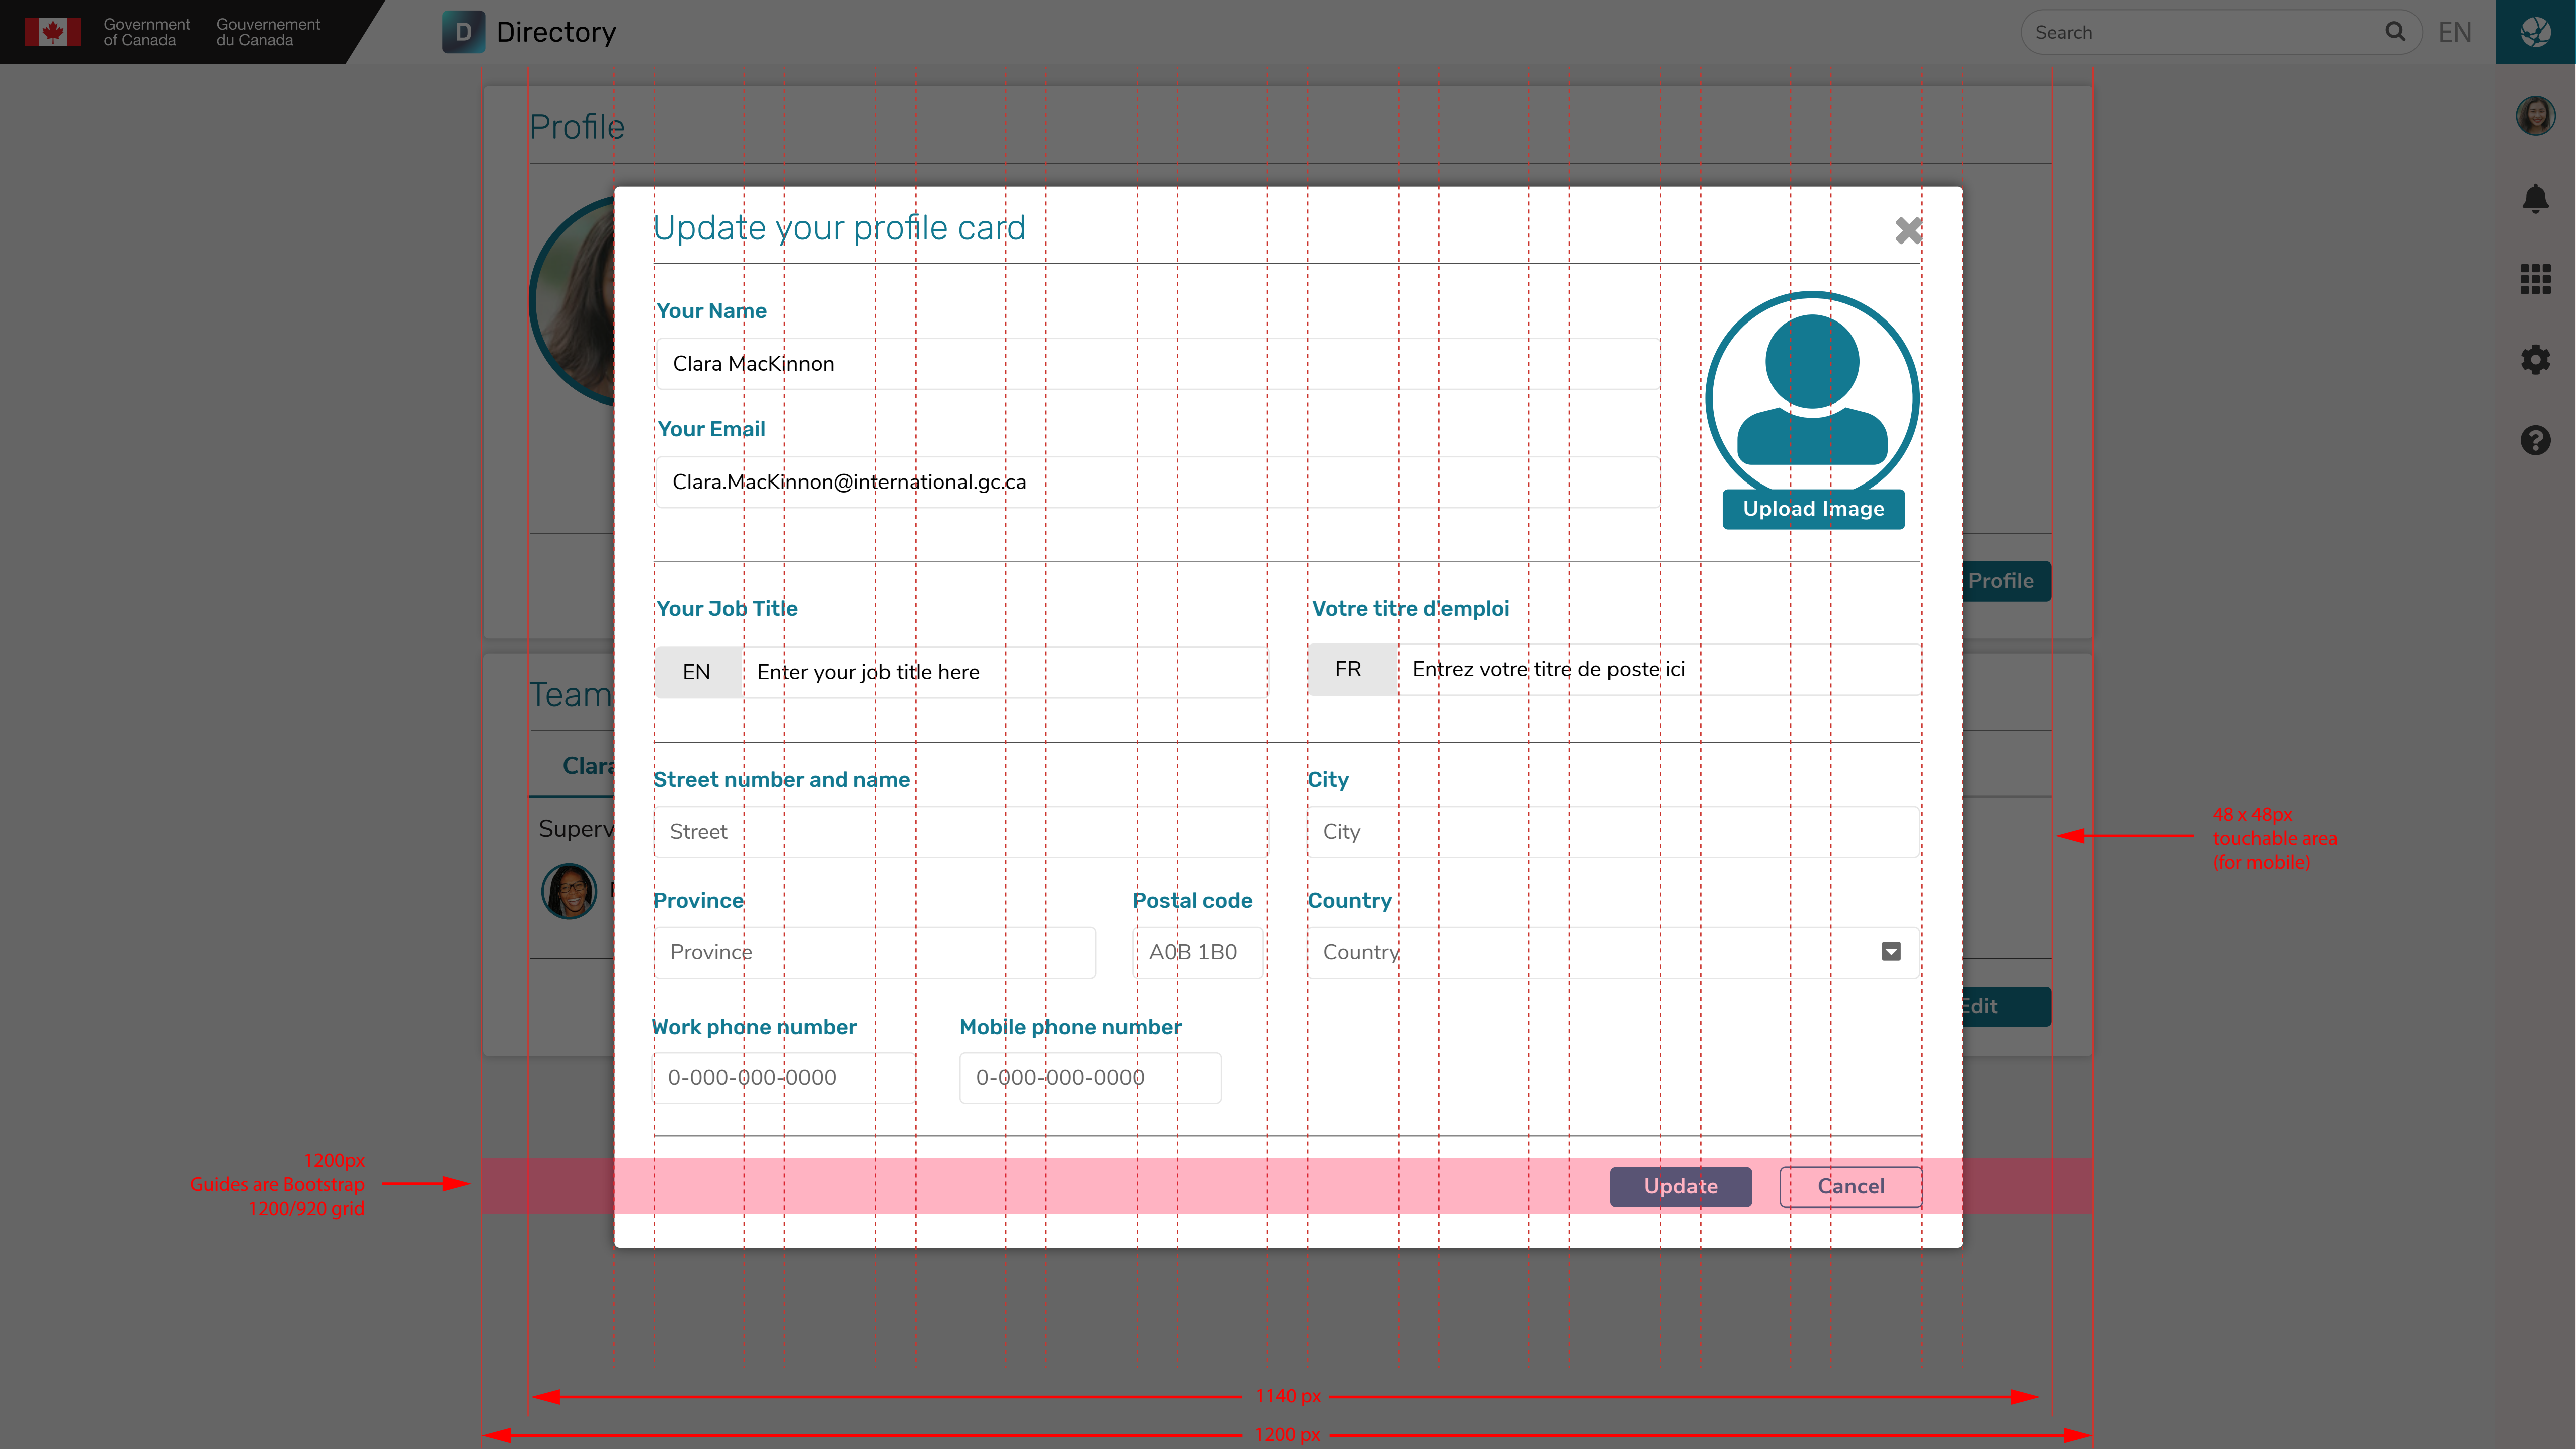 Government of Canada
Gouvernement du Canada
D Directory
Search
EN
Profile
Update your profile card
Your Name
Clara MacKinnon
Your Email
Clara.MacKinnon@international.gc.ca
Upload Image
Profile
Your Job Title
Votre titre d'emploi
EN Enter your job title here
FR Entrez votre titre de poste ici
Team
Clara
Street number and name
City
Superv
Street
City
48 x 48px
touchable area
(for mobile)
Province
Postal code
Country
Province
A0B 1B0
Country
Edit
Work phone number
Mobile phone number
0-000-000-0000
0-000-000-0000
1200px
Guides are Bootstrap
1200/920 grid
Update
Cancel
1140 px
1200 px